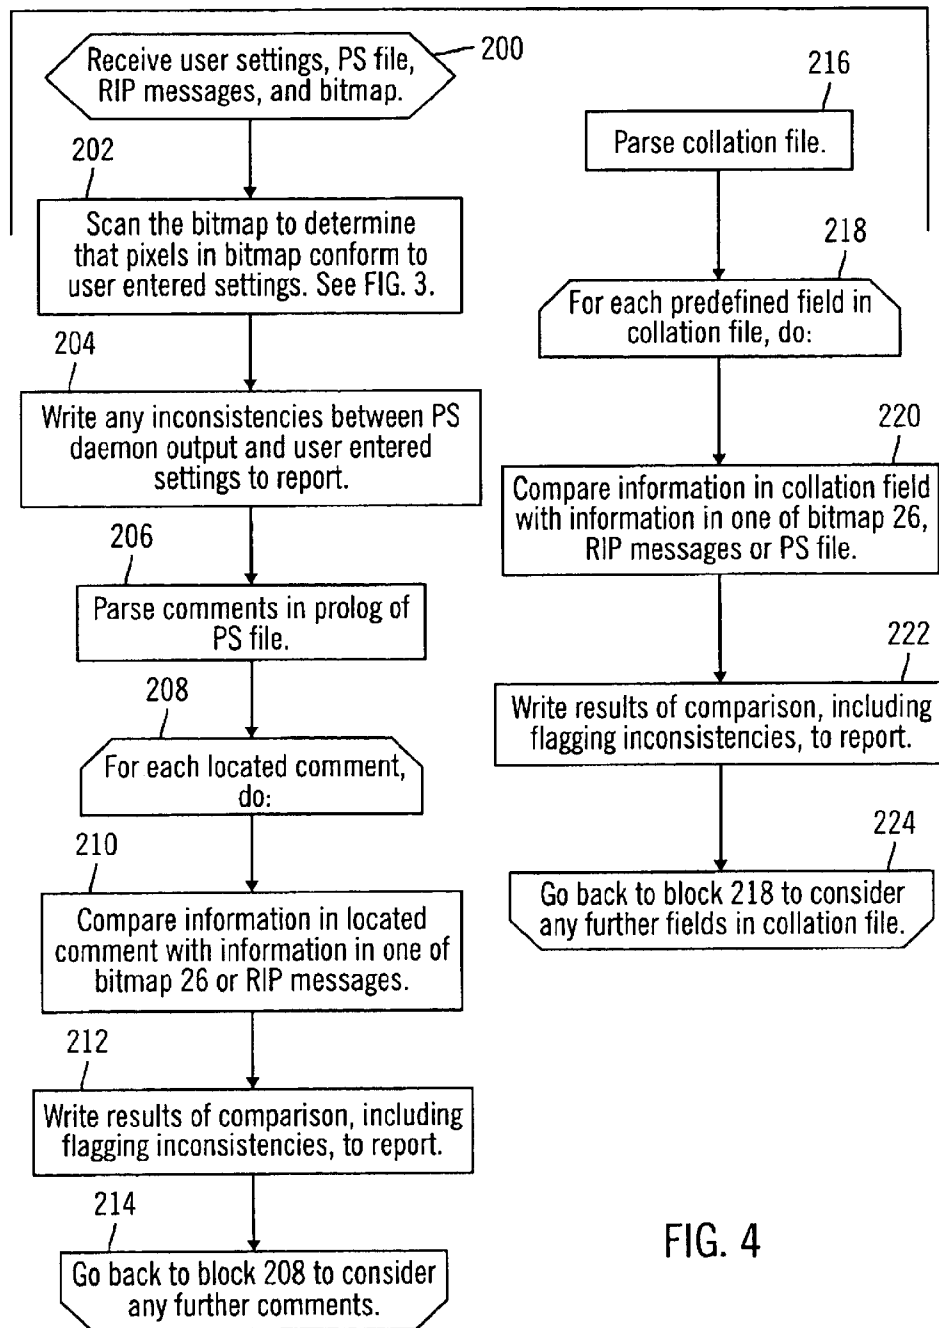 200
Receive user settings, PS file,
RIP messages, and bitmap.
202
Scan the bitmap to determine
that pixels in bitmap conform to
user entered settings. See FIG. 3.
204
Write any inconsistencies between PS
daemon output and user entered
settings to report.
206
Parse comments in prolog of
PS file.
208
For each located comment,
do:
210
Compare information in located
comment with information in one of
bitmap 26 or RIP messages.
212
Write results of comparison, including
flagging inconsistencies, to report.
214
Go back to block 208 to consider
any further comments.
216
Parse collation file.
218
For each predefined field in
collation file, do:
220
Compare information in collation field
with information in one of bitmap 26,
RIP messages or PS file.
222
Write results of comparison, including
flagging inconsistencies, to report.
224
Go back to block 218 to consider
any further fields in collation file.
FIG. 4